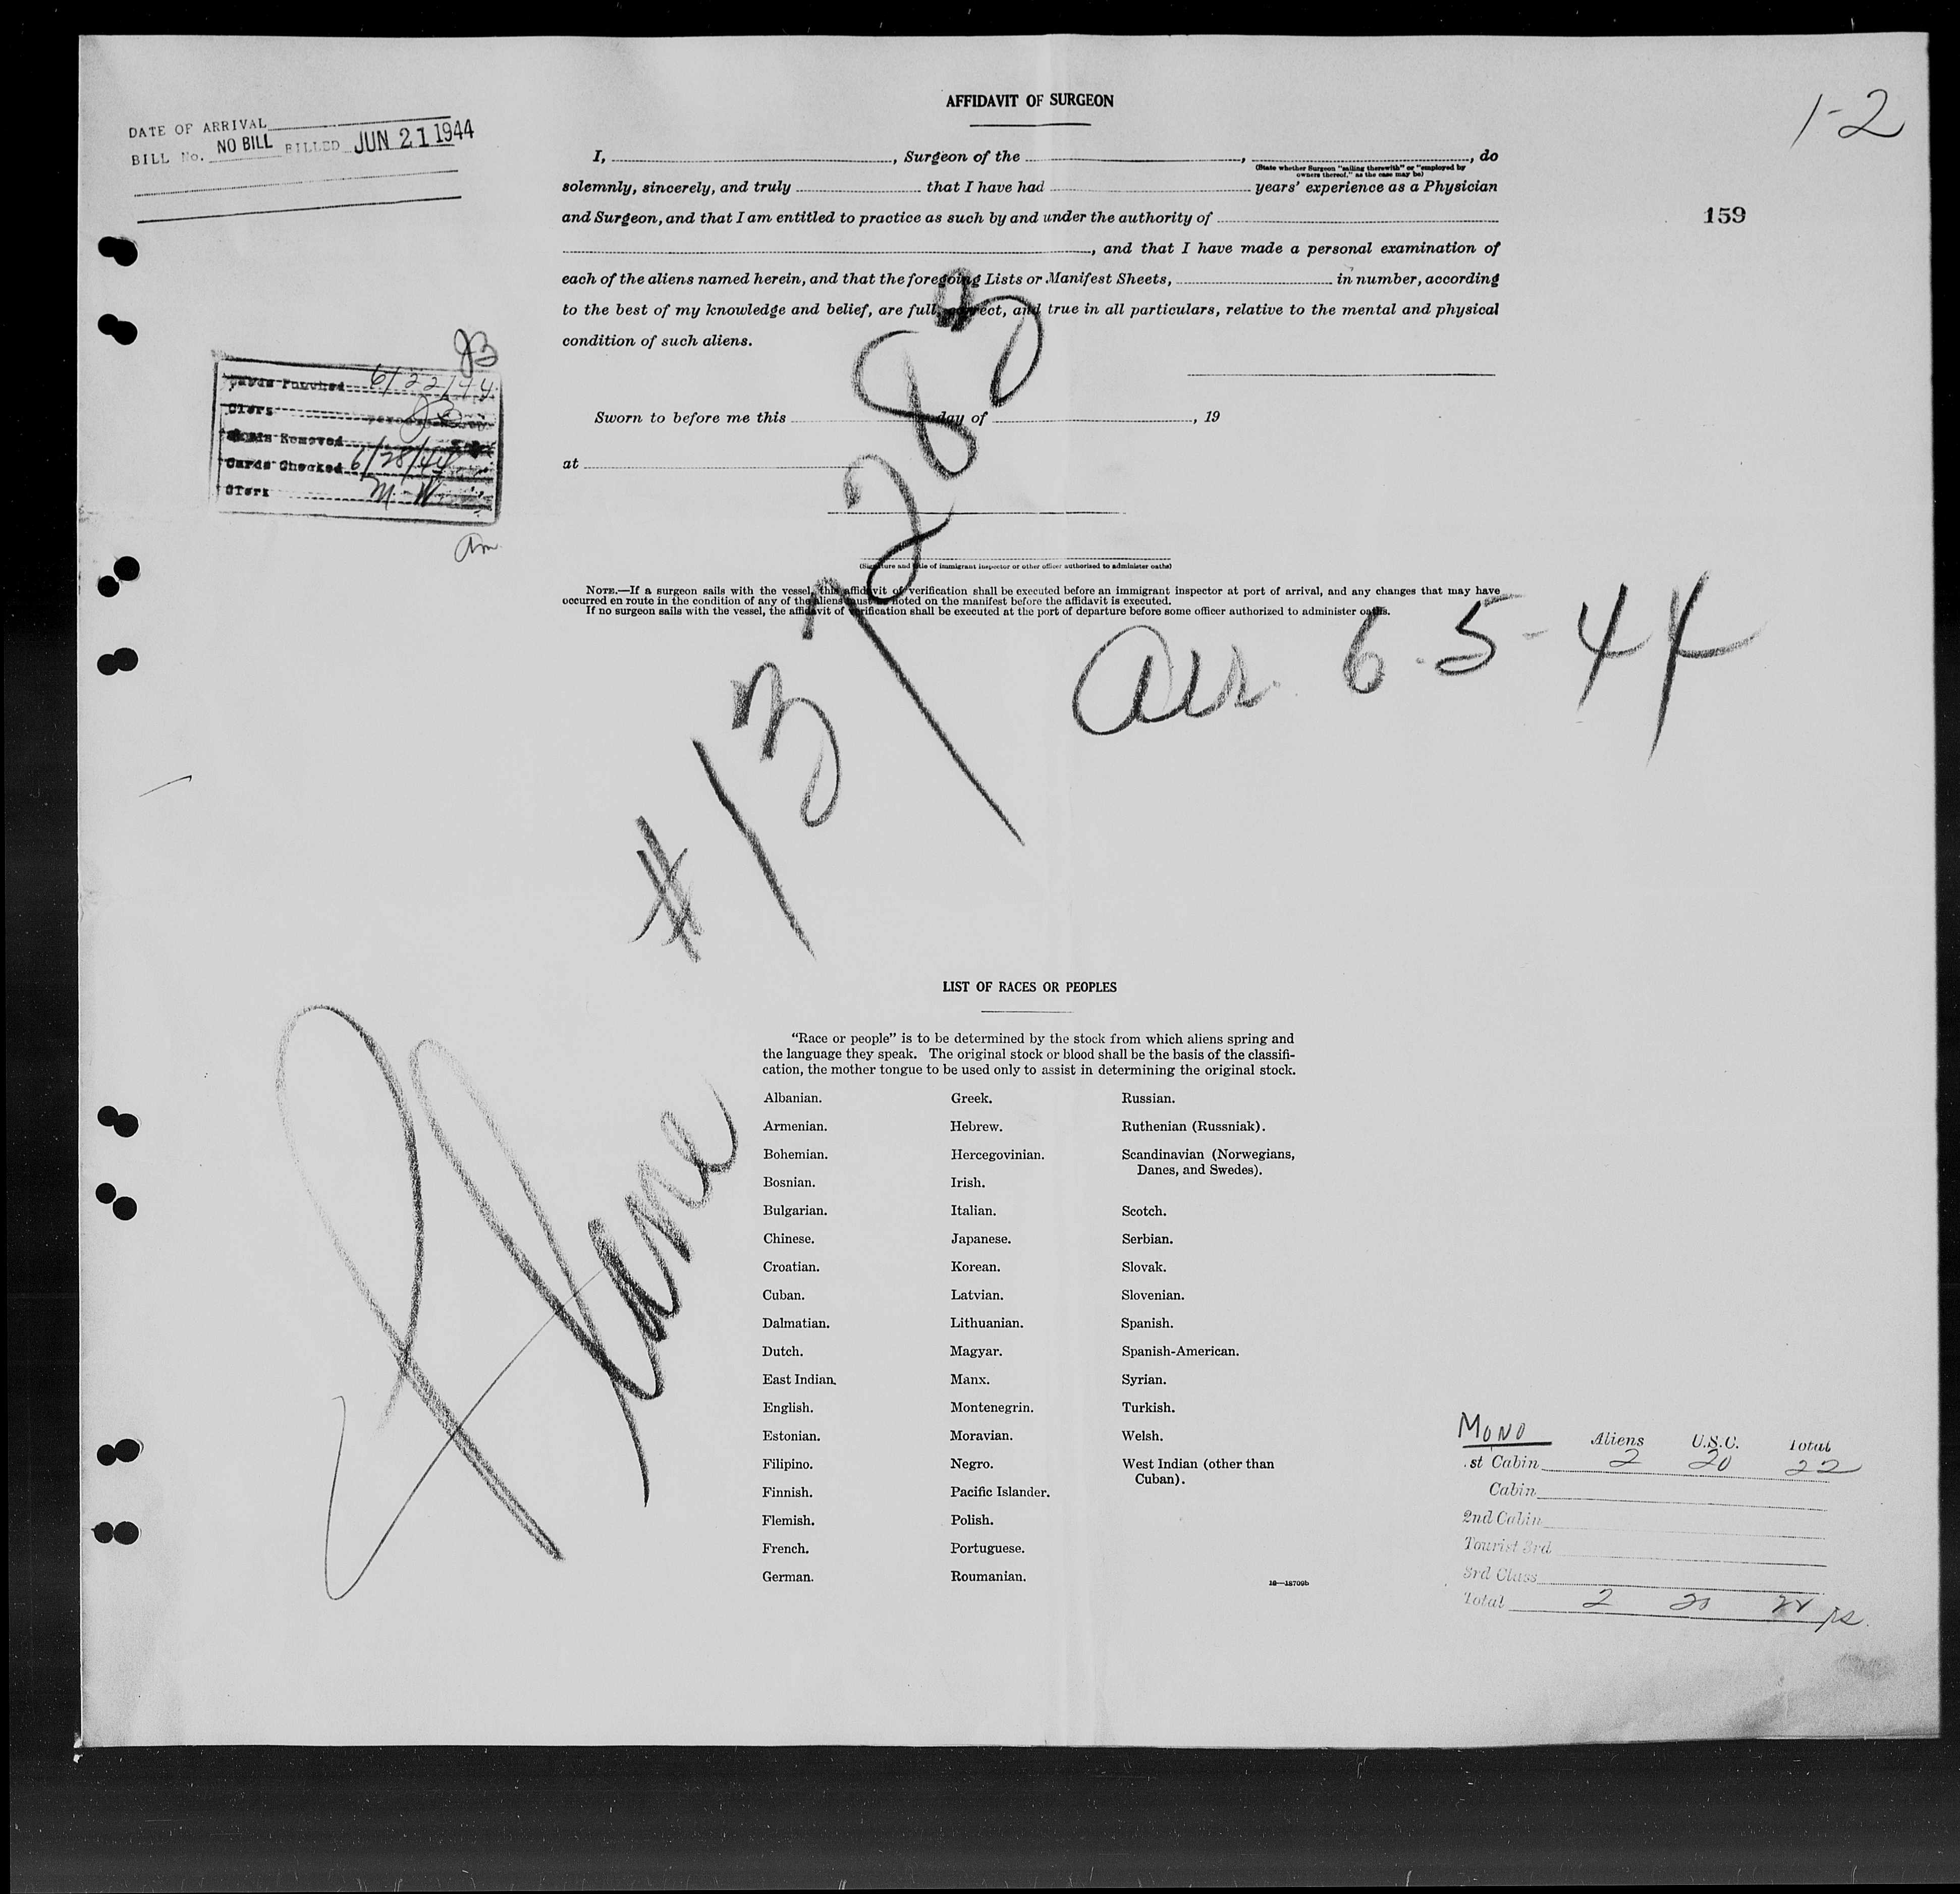 AFFIDAVIT OF SURGEON
1-2
DATE OF ARRIVAL
BILL No. NO BILL BILLED JUN 21 1944
I, , Surgeon of the , , do
(State whether Surgeon "sailing therewith" or "employed by
owners thereof," as the case may be)
solemnly, sincerely, and truly that I have had years' experience as a Physician
and Surgeon, and that I am entitled to practice as such by and under the authority of
159
, and that I have made a personal examination of
each of the aliens named herein, and that the foregoing Lists or Manifest Sheets, in number, according
to the best of my knowledge and belief, are full, correct, and true in all particulars, relative to the mental and physical
condition of such aliens.
Cards Punched 6/22/44
Clerk
Removed
Cards Checked 6/28/44
Clerk M. W.
Sworn to before me this day of , 19
at
(Signature and title of immigrant inspector or other officer authorized to administer oaths)
NOTE.—If a surgeon sails with the vessel, this affidavit of verification shall be executed before an immigrant inspector at port of arrival, and any changes that may have
occurred en route in the condition of any of the aliens must be noted on the manifest before the affidavit is executed.
If no surgeon sails with the vessel, the affidavit of verification shall be executed at the port of departure before some officer authorized to administer oaths.
Arr. 6-5-44
Plane #137283
LIST OF RACES OR PEOPLES
"Race or people" is to be determined by the stock from which aliens spring and
the language they speak. The original stock or blood shall be the basis of the classifi-
cation, the mother tongue to be used only to assist in determining the original stock.
Albanian.
Armenian.
Bohemian.
Bosnian.
Bulgarian.
Chinese.
Croatian.
Cuban.
Dalmatian.
Dutch.
East Indian.
English.
Estonian.
Filipino.
Finnish.
Flemish.
French.
German.
Greek.
Hebrew.
Hercegovinian.
Irish.
Italian.
Japanese.
Korean.
Latvian.
Lithuanian.
Magyar.
Manx.
Montenegrin.
Moravian.
Negro.
Pacific Islander.
Polish.
Portuguese.
Roumanian.
Russian.
Ruthenian (Russniak).
Scandinavian (Norwegians,
Danes, and Swedes).
Scotch.
Serbian.
Slovak.
Slovenian.
Spanish.
Spanish-American.
Syrian.
Turkish.
Welsh.
West Indian (other than
Cuban).
16—18709b
MONO Aliens U.S.C. Total
st Cabin 2 20 22
Cabin
2nd Cabin
Tourist 3rd
3rd Class
Total 2 20 22